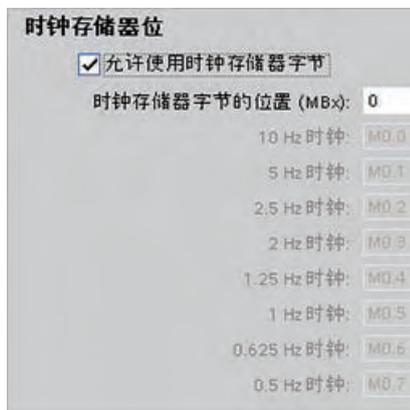 时钟存储器位
允许使用时钟存储器字节
时钟存储器字节的位置 (MBx): 0
10 Hz 时钟: M0.0
5 Hz 时钟: M0.1
2.5 Hz 时钟: M0.2
2 Hz 时钟: M0.3
1.25 Hz 时钟: M0.4
1 Hz 时钟: M0.5
0.625 Hz 时钟: M0.6
0.5 Hz 时钟: M0.7